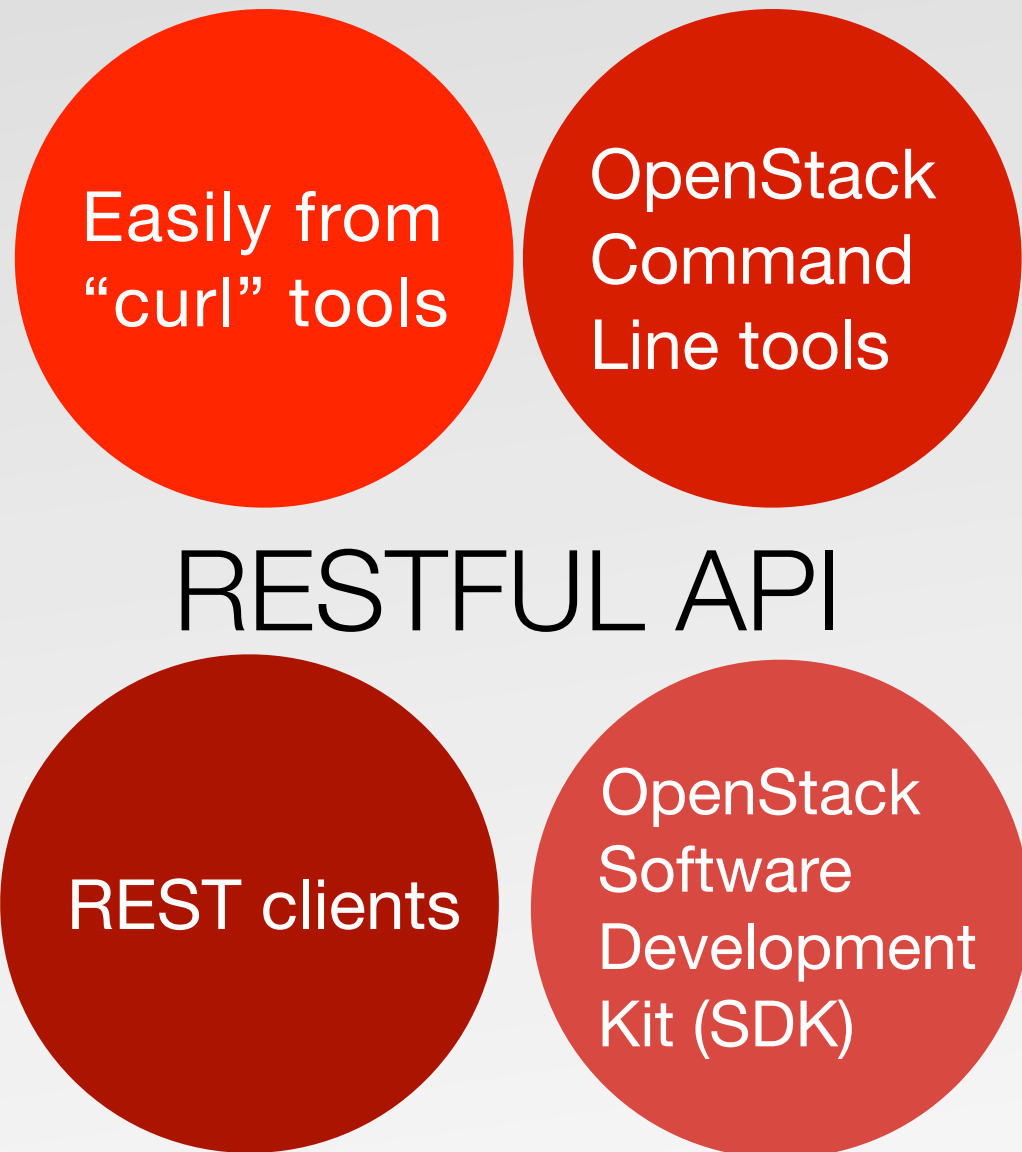 Easily from
“curl” tools
OpenStack
Command
Line tools
RESTFUL API
REST clients
OpenStack
Software
Development
Kit (SDK)